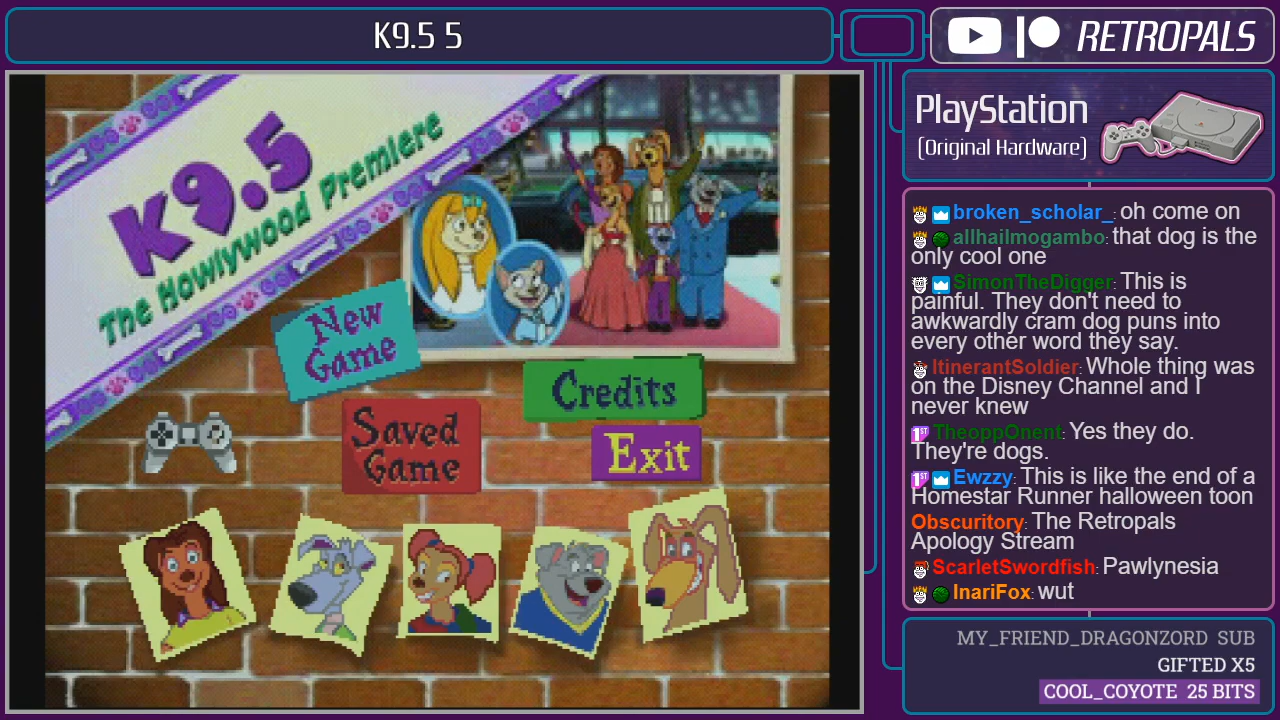 K9.5 5
RETROPALS
PlayStation
(Original Hardware)
K9.5
The Howlywood Premiere
New
Game
Credits
Saved
Game
Exit
broken_scholar_: oh come on
allhailmogambo: that dog is the
only cool one
SimonTheDigger: This is
painful. They don't need to
awkwardly cram dog puns into
every other word they say.
ItinerantSoldier: Whole thing was
on the Disney Channel and I
never knew
1ST TheoppOnent: Yes they do.
They're dogs.
1ST Ewzzy: This is like the end of a
Homestar Runner halloween toon
Obscuritory: The Retropals
Apology Stream
ScarletSwordfish: Pawlynesia
InariFox: wut
MY_FRIEND_DRAGONZORD SUB
GIFTED X5
COOL_COYOTE 25 BITS